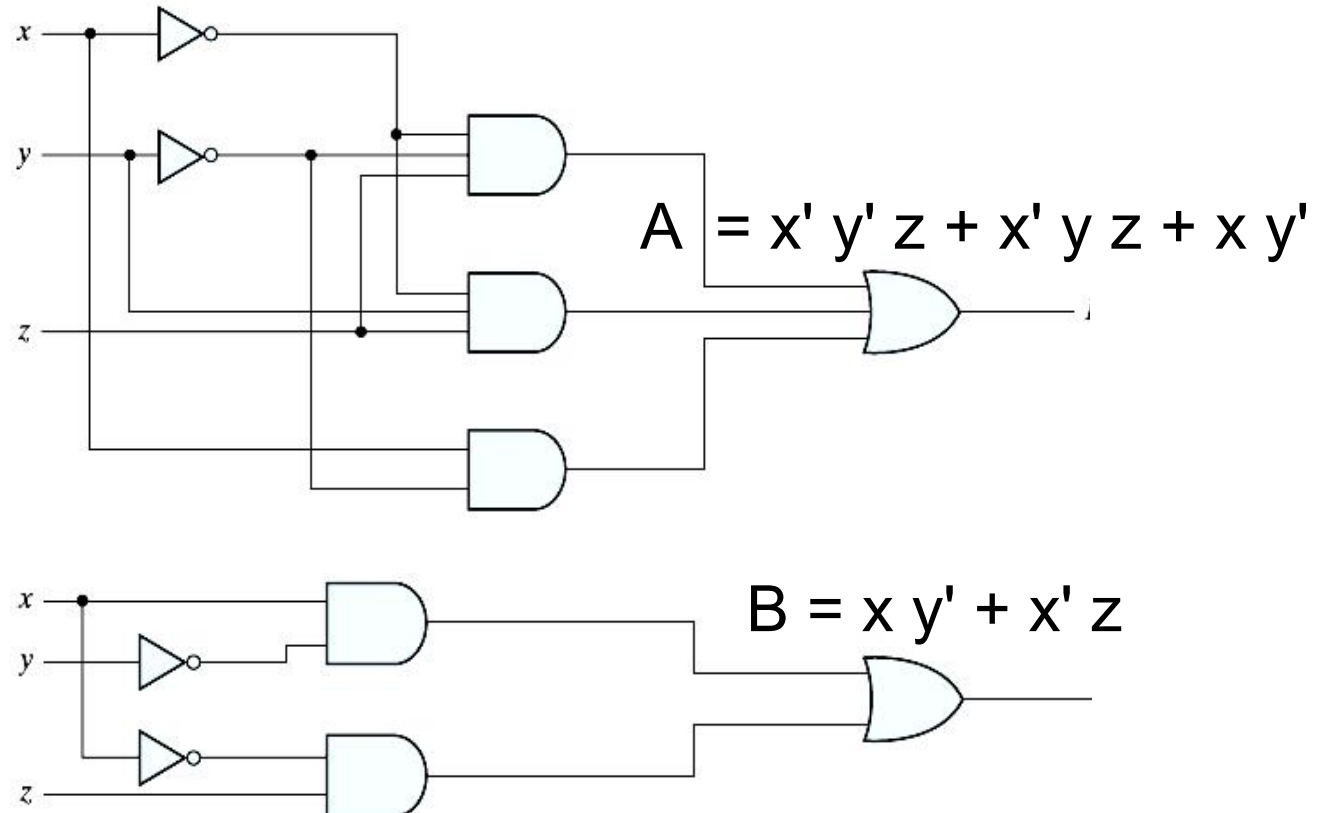 x
y
A = x' y' z + x' y z + x y'
z
x
B = x y' + x' z
y
z